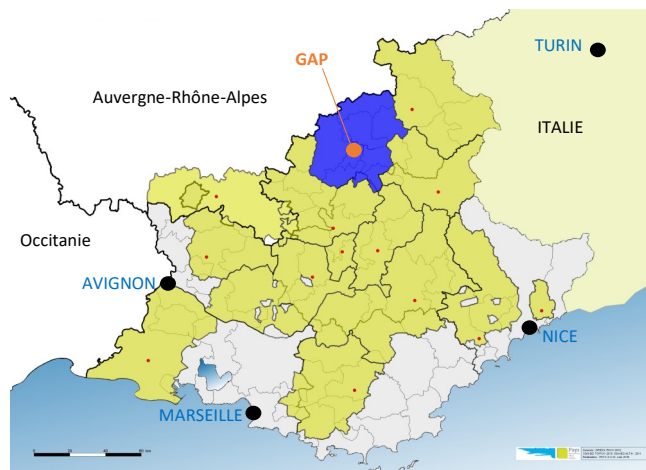 TURIN
GAP
Auvergne-Rhône-Alpes
ITALIE
Occitanie
AVIGNON
NICE
MARSEILLE